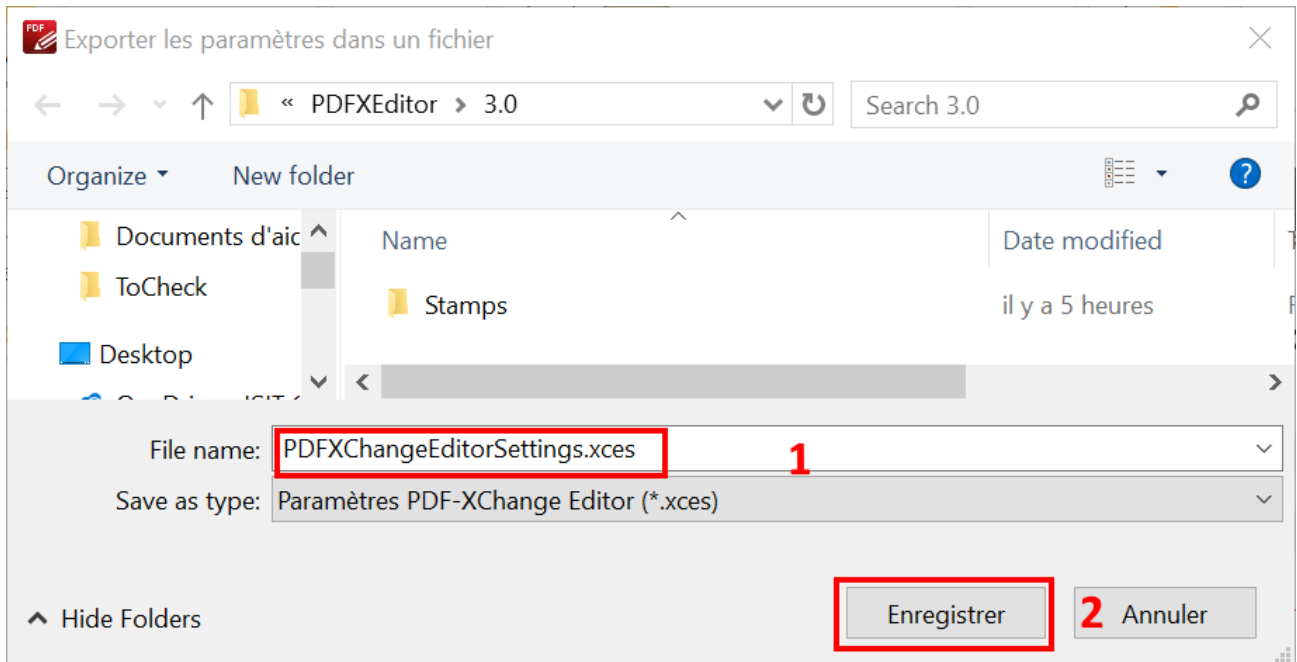 PDF
Exporter les paramètres dans un fichier
« PDFXEditor > 3.0
Search 3.0
Organize
New folder
?
Documents d'aic
Name
Date modified
ToCheck
Stamps
il y a 5 heures
Desktop
File name: PDFXChangeEditorSettings.xces
1
Save as type: Paramètres PDF-XChange Editor (*.xces)
Hide Folders
Enregistrer
2
Annuler